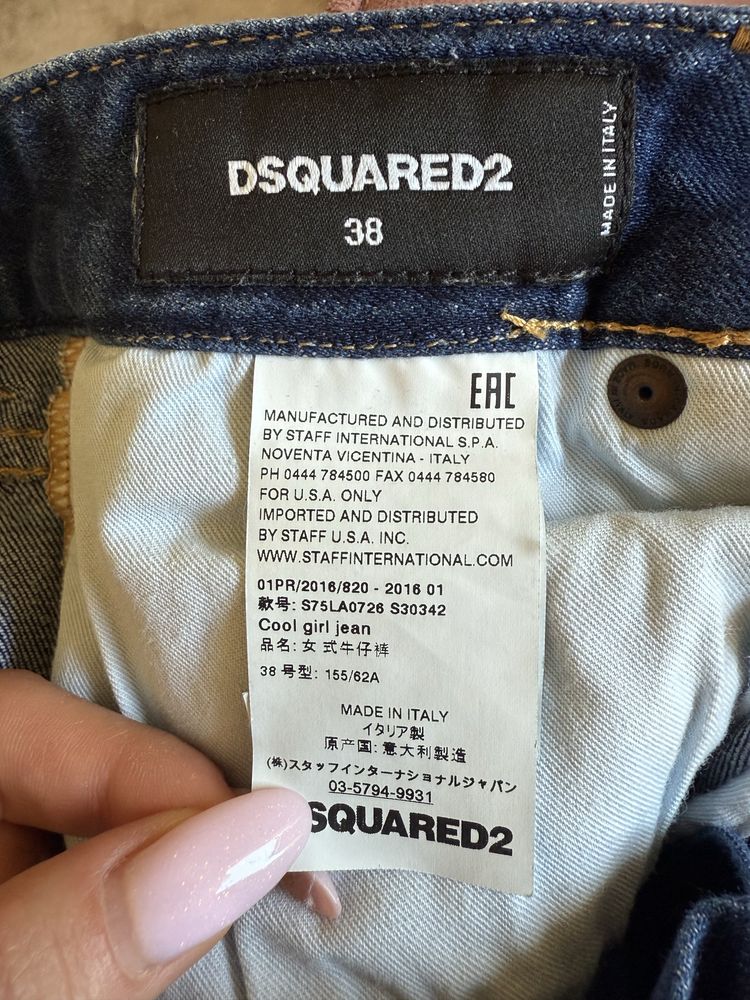 DSQUARED2
38
MADE IN ITALY
EAC
MANUFACTURED AND DISTRIBUTED
BY STAFF INTERNATIONAL S.P.A.
NOVENTA VICENTINA - ITALY
PH 0444 784500 FAX 0444 784580
FOR U.S.A. ONLY
IMPORTED AND DISTRIBUTED
BY STAFF U.S.A. INC.
WWW.STAFFINTERNATIONAL.COM
01PR/2016/820 - 2016 01
款号: S75LA0726 S30342
Cool girl jean
品名: 女 式牛仔裤
38 号型: 155/62A
MADE IN ITALY
イタリア製
原产国: 意大利製造
(株)スタッフインターナショナルジャパン
03-5794-9931
SQUARED2